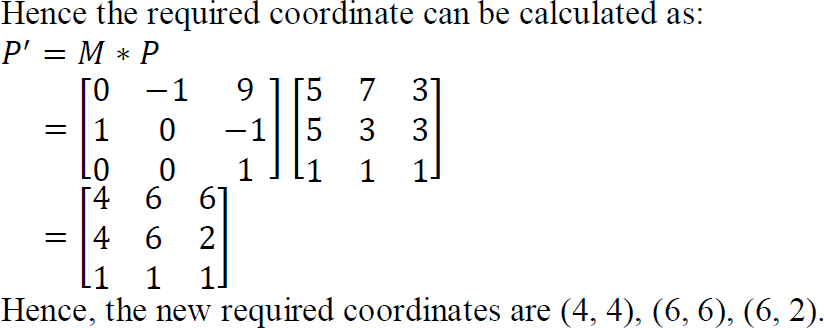 Hence the required coordinate can be calculated as:
P′ = M ∗ P
= [0 −1 9; 1 0 −1; 0 0 1] [5 7 3; 5 3 3; 1 1 1]
= [4 6 6; 4 6 2; 1 1 1]
Hence, the new required coordinates are (4, 4), (6, 6), (6, 2).